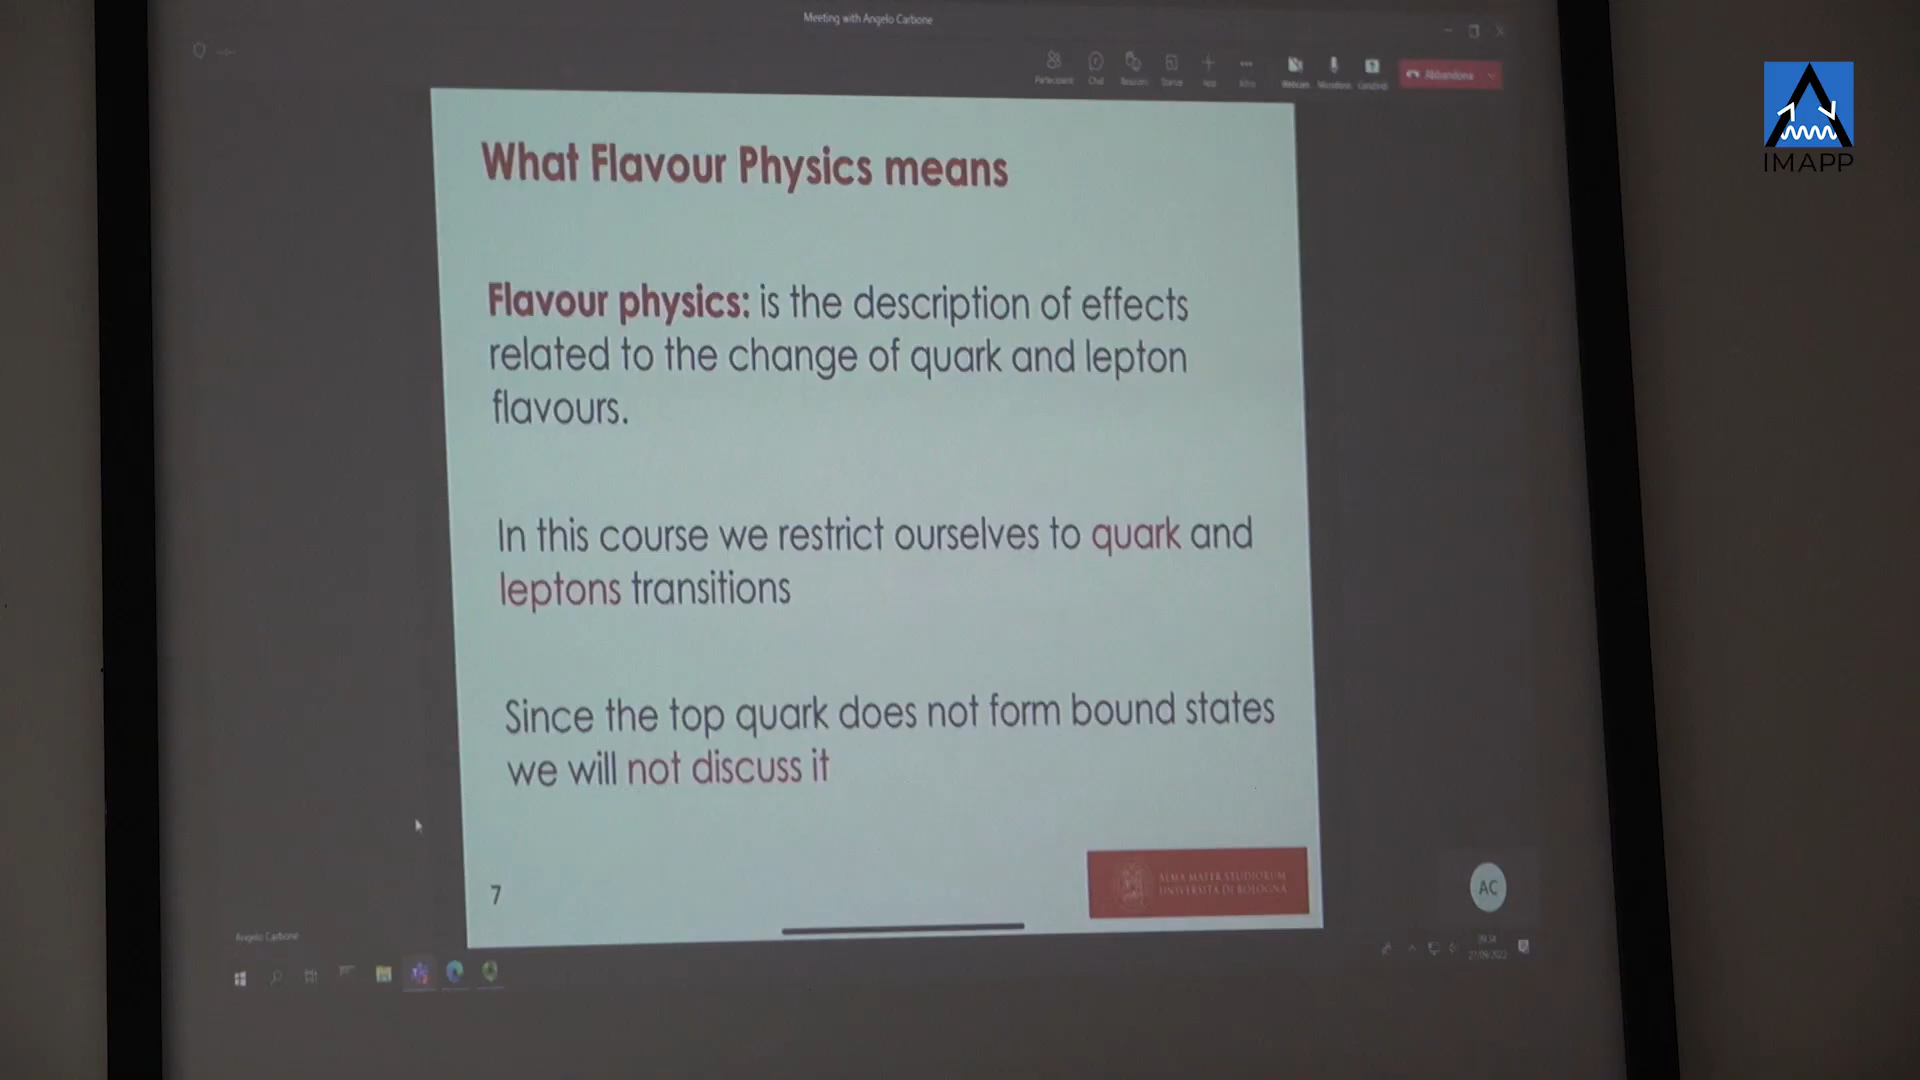 Meeting with Angelo Carbone
Chat
Abbandona
IMAPP
What Flavour Physics means
Flavour physics: is the description of effects
related to the change of quark and lepton
flavours.
In this course we restrict ourselves to quark and
leptons transitions
Since the top quark does not form bound states
we will not discuss it
7
ALMA MATER STUDIORUM
UNIVERSITÀ DI BOLOGNA
AC
Angelo Carbone